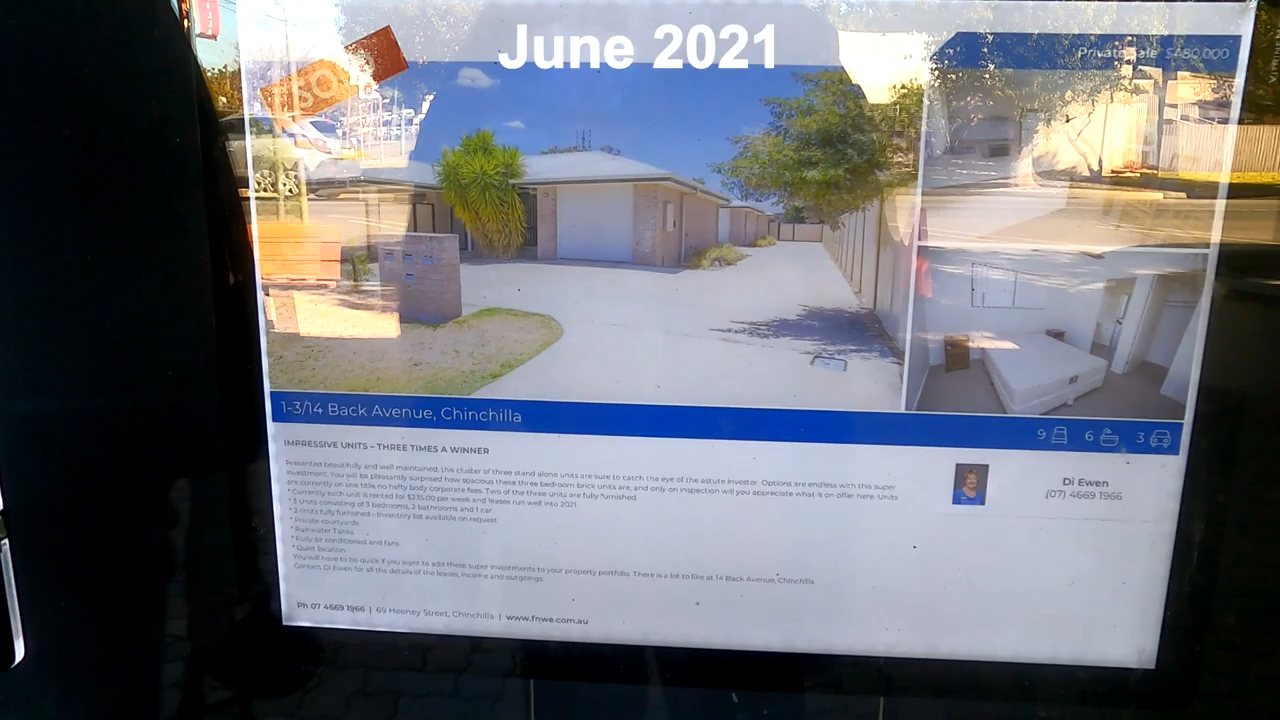 June 2021
SOLD
Private Sale $480,000
1-3/14 Back Avenue, Chinchilla
9 6 3
IMPRESSIVE UNITS – THREE TIMES A WINNER
Presented beautifully and well maintained, this cluster of three stand alone units are sure to catch the eye of the astute investor. Options are endless with this super
investment. You will be pleasantly surprised how spacious these three bedroom brick units are, and only on inspection will you appreciate what is on offer here. Units
are currently on one title, no hefty body corporate fees. Two of the three units are fully furnished.
* Currently each unit is rented for $235.00 per week and leases run well into 2021
* 3 Units consisting of 3 bedrooms, 2 bathrooms and 1 car
* 2 Units fully furnished – Inventory list available on request
* Private courtyards
* Rainwater Tanks
* Fully air conditioned and fans
* Quiet location
You will have to be quick if you want to add these super investments to your property portfolio. There is a lot to like at 14 Back Avenue, Chinchilla
Contact Di Ewen for all the details of the leases, income and outgoings.
Di Ewen
(07) 4669 1966
Ph 07 4669 1966 | 69 Heeney Street, Chinchilla | www.fnwe.com.au